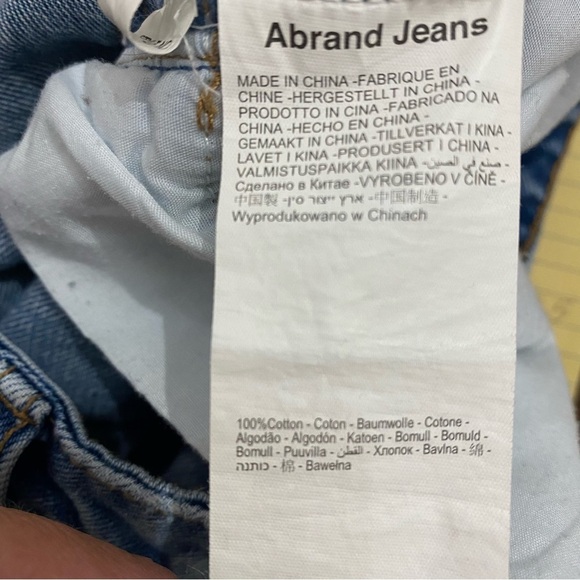 Abrand Jeans
MADE IN CHINA -FABRIQUE EN
CHINE -HERGESTELLT IN CHINA -
PRODOTTO IN CINA -FABRICADO NA
CHINA -HECHO EN CHINA -
GEMAAKT IN CHINA -TILLVERKAT I KINA -
LAVET I KINA -PRODUSERT I CHINA -
VALMISTUSPAIKKA KIINA -صنع في الصين-
Сделано в Китае -VYROBENO V ČÍNĚ -
中国製 -ארץ ייצור סין -中国制造 -
Wyprodukowano w Chinach
100%Cotton - Coton - Baumwolle - Cotone -
Algodão - Algodón - Katoen - Bomull - Bomuld -
Bomull - Puuvilla - القطن - Хлопок - Bavlna - 綿 -
כותנה - 棉 - Bawełna